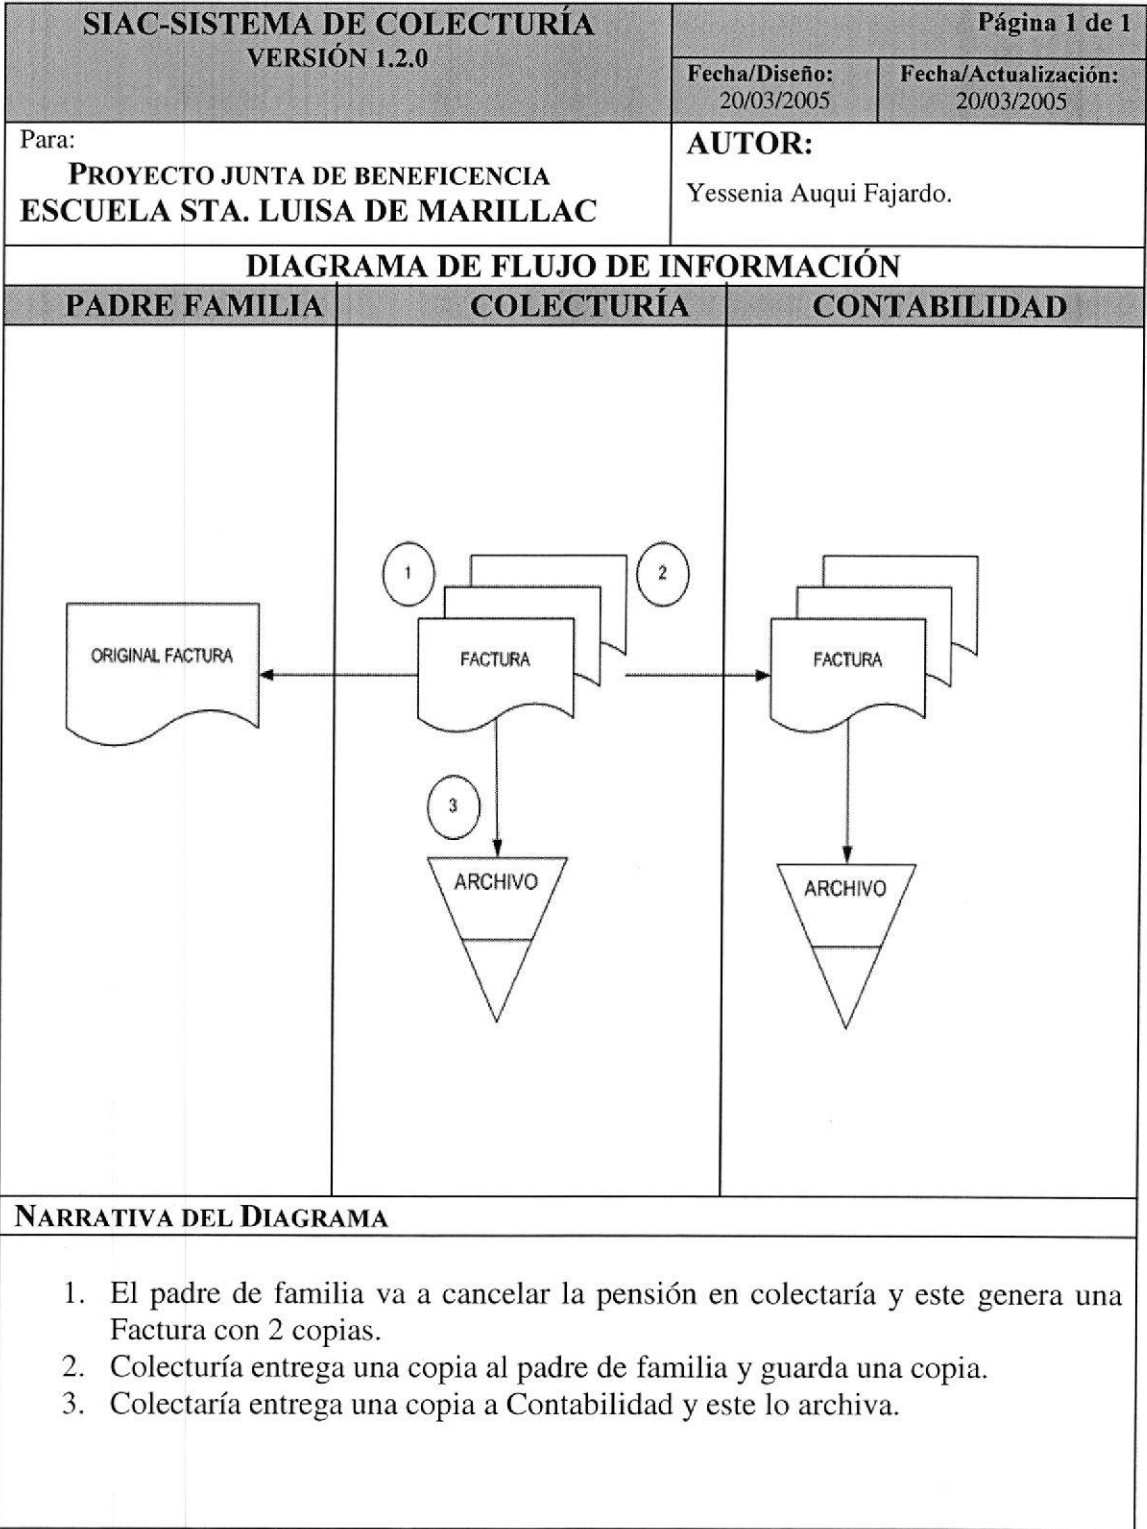 SIAC-SISTEMA DE COLECTURÍA
VERSIÓN 1.2.0
Página 1 de 1
Fecha/Diseño:
20/03/2005
Fecha/Actualización:
20/03/2005
Para:
PROYECTO JUNTA DE BENEFICENCIA
ESCUELA STA. LUISA DE MARILLAC
AUTOR:
Yessenia Auqui Fajardo.
DIAGRAMA DE FLUJO DE INFORMACIÓN
PADRE FAMILIA
COLECTURÍA
CONTABILIDAD
1
2
ORIGINAL FACTURA
FACTURA
FACTURA
3
ARCHIVO
ARCHIVO
NARRATIVA DEL DIAGRAMA
1. El padre de familia va a cancelar la pensión en colectaría y este genera una
Factura con 2 copias.
2. Colecturía entrega una copia al padre de familia y guarda una copia.
3. Colectaría entrega una copia a Contabilidad y este lo archiva.